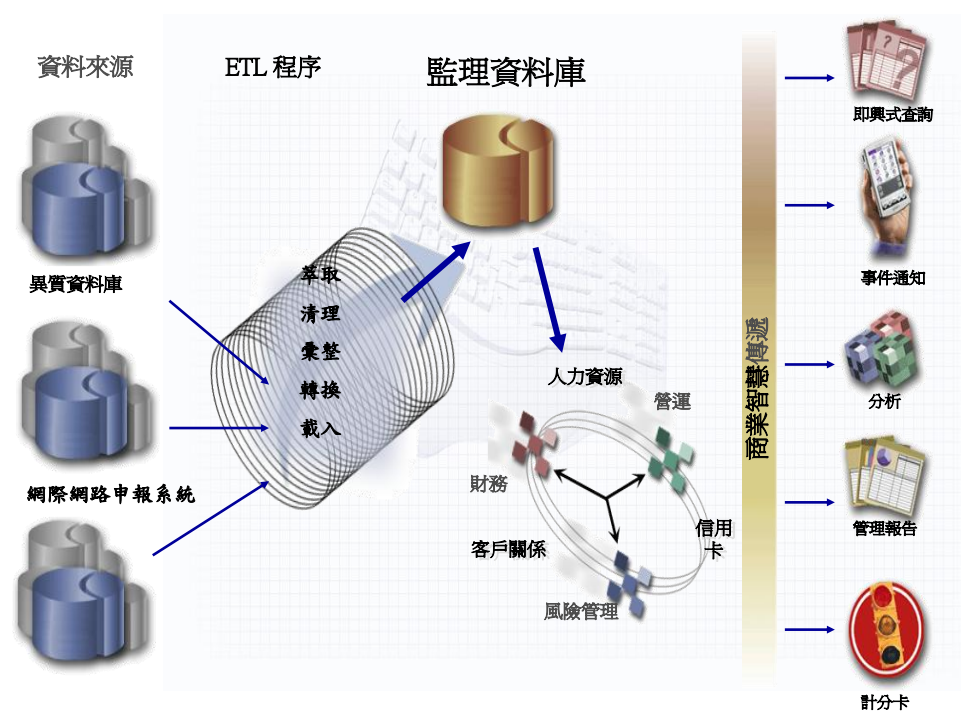 資料來源
ETL 程序
監理資料庫
異質資料庫
網際網路申報系統
萃取
清理
彙整
轉換
載入
人力資源
營運
財務
客戶關係
信用
卡
風險管理
商業智慧傳遞
即興式查詢
事件通知
分析
管理報告
計分卡